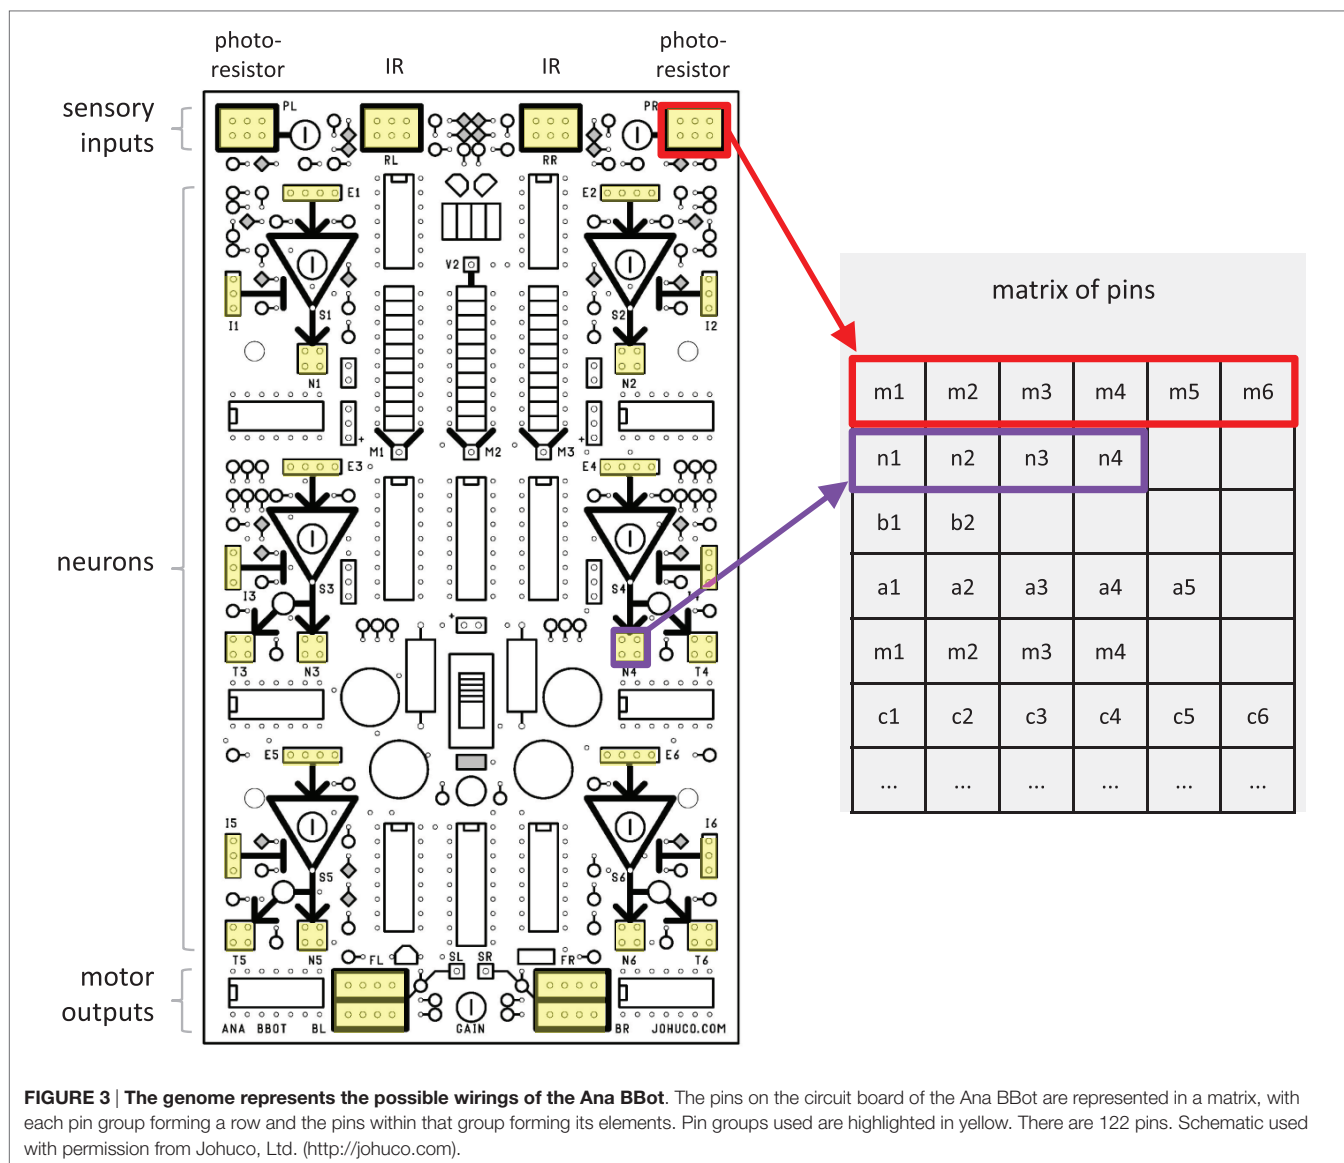 photo-
resistor
IR
IR
photo-
resistor
sensory
inputs
PL
PR
RL
RR
E1
E2
V2
S1
S2
I1
I2
N1
N2
+
+
M1
M2
M3
E3
E4
neurons
S3
S4
I3
I4
+
T3
N3
N4
T4
E5
E6
I5
I6
S5
S6
T5
N5
N6
T6
FL
SL
SR
FR
motor
outputs
ANA BBOT
BL
GAIN
BR
JOHUCO.COM
matrix of pins
m1 m2 m3 m4 m5 m6
n1 n2 n3 n4
b1 b2
a1 a2 a3 a4 a5
m1 m2 m3 m4
c1 c2 c3 c4 c5 c6
... ... ... ... ... ...
FIGURE 3 | The genome represents the possible wirings of the Ana BBot. The pins on the circuit board of the Ana BBot are represented in a matrix, with
each pin group forming a row and the pins within that group forming its elements. Pin groups used are highlighted in yellow. There are 122 pins. Schematic used
with permission from Johuco, Ltd. (http://johuco.com).